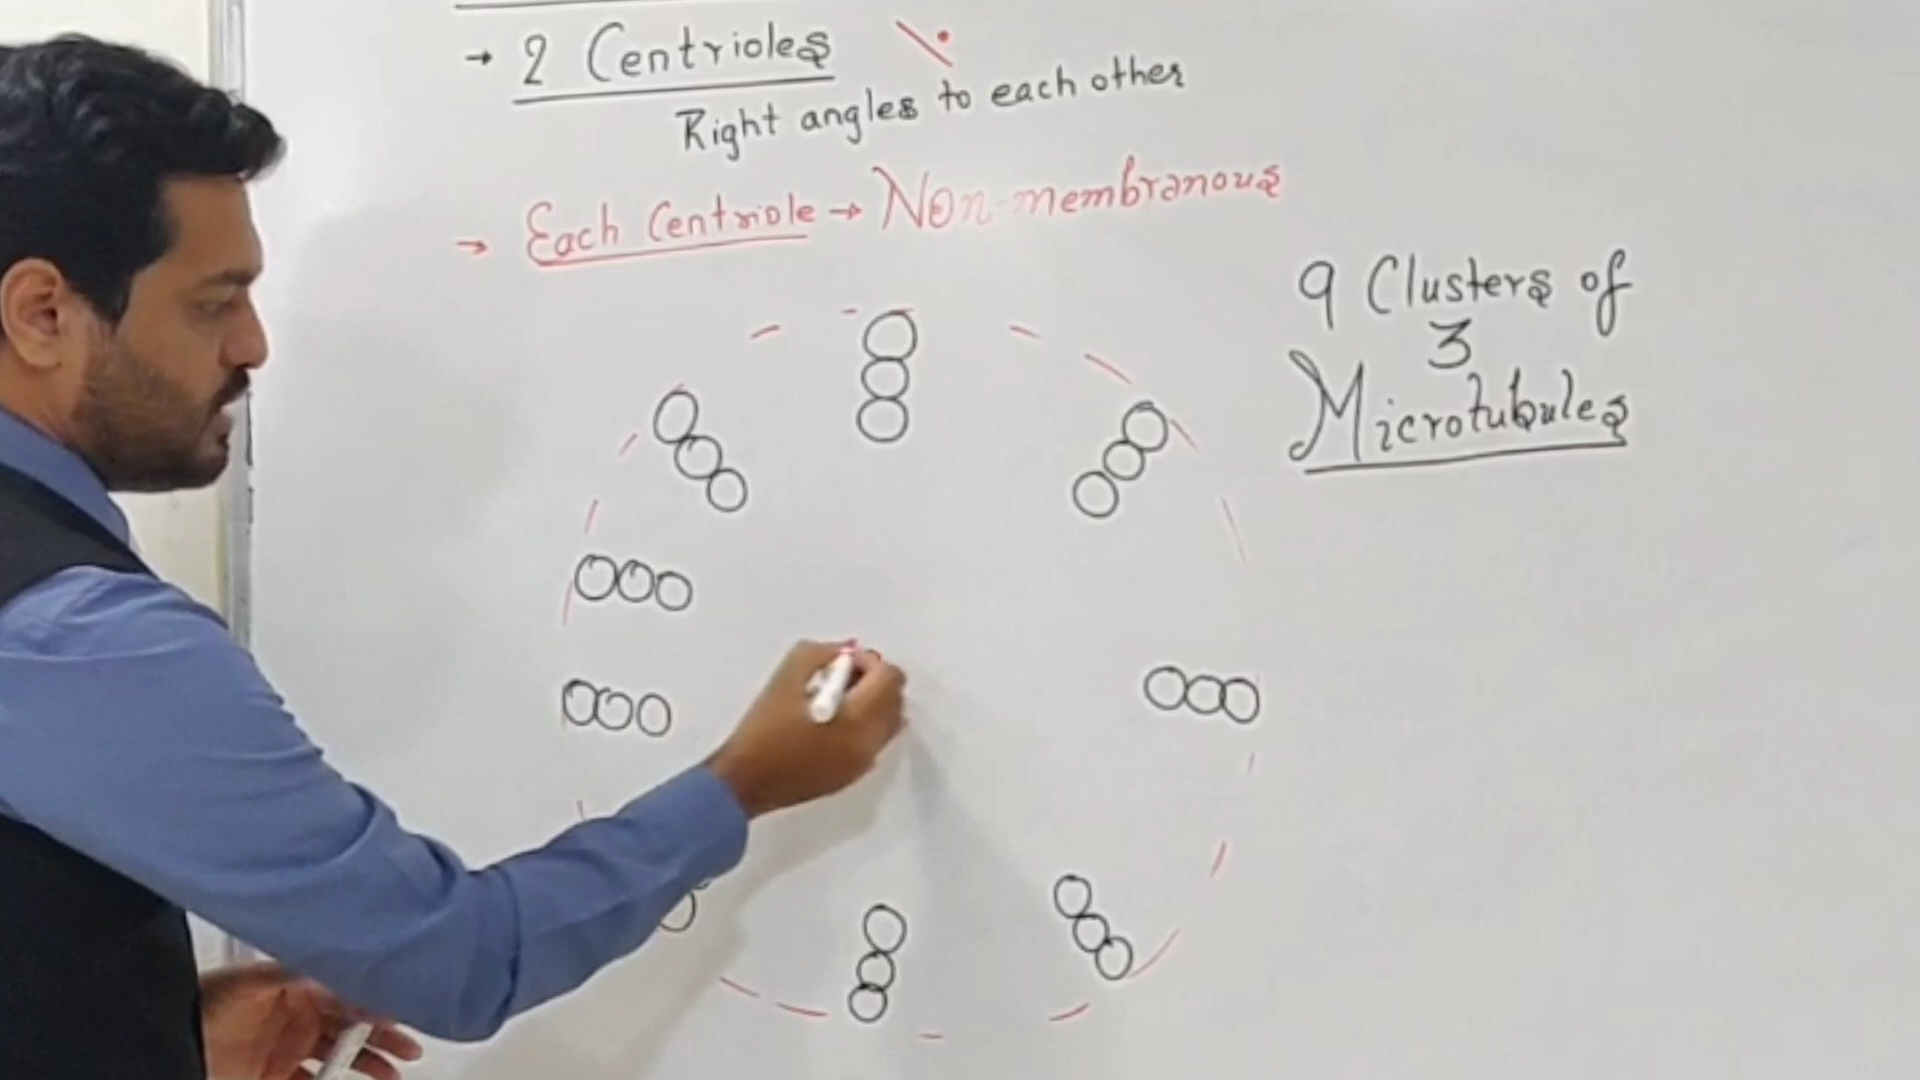 → 2 Centrioles
Right angles to each other
→ Each Centriole → Non-membranous
9 Clusters of
3
Microtubules